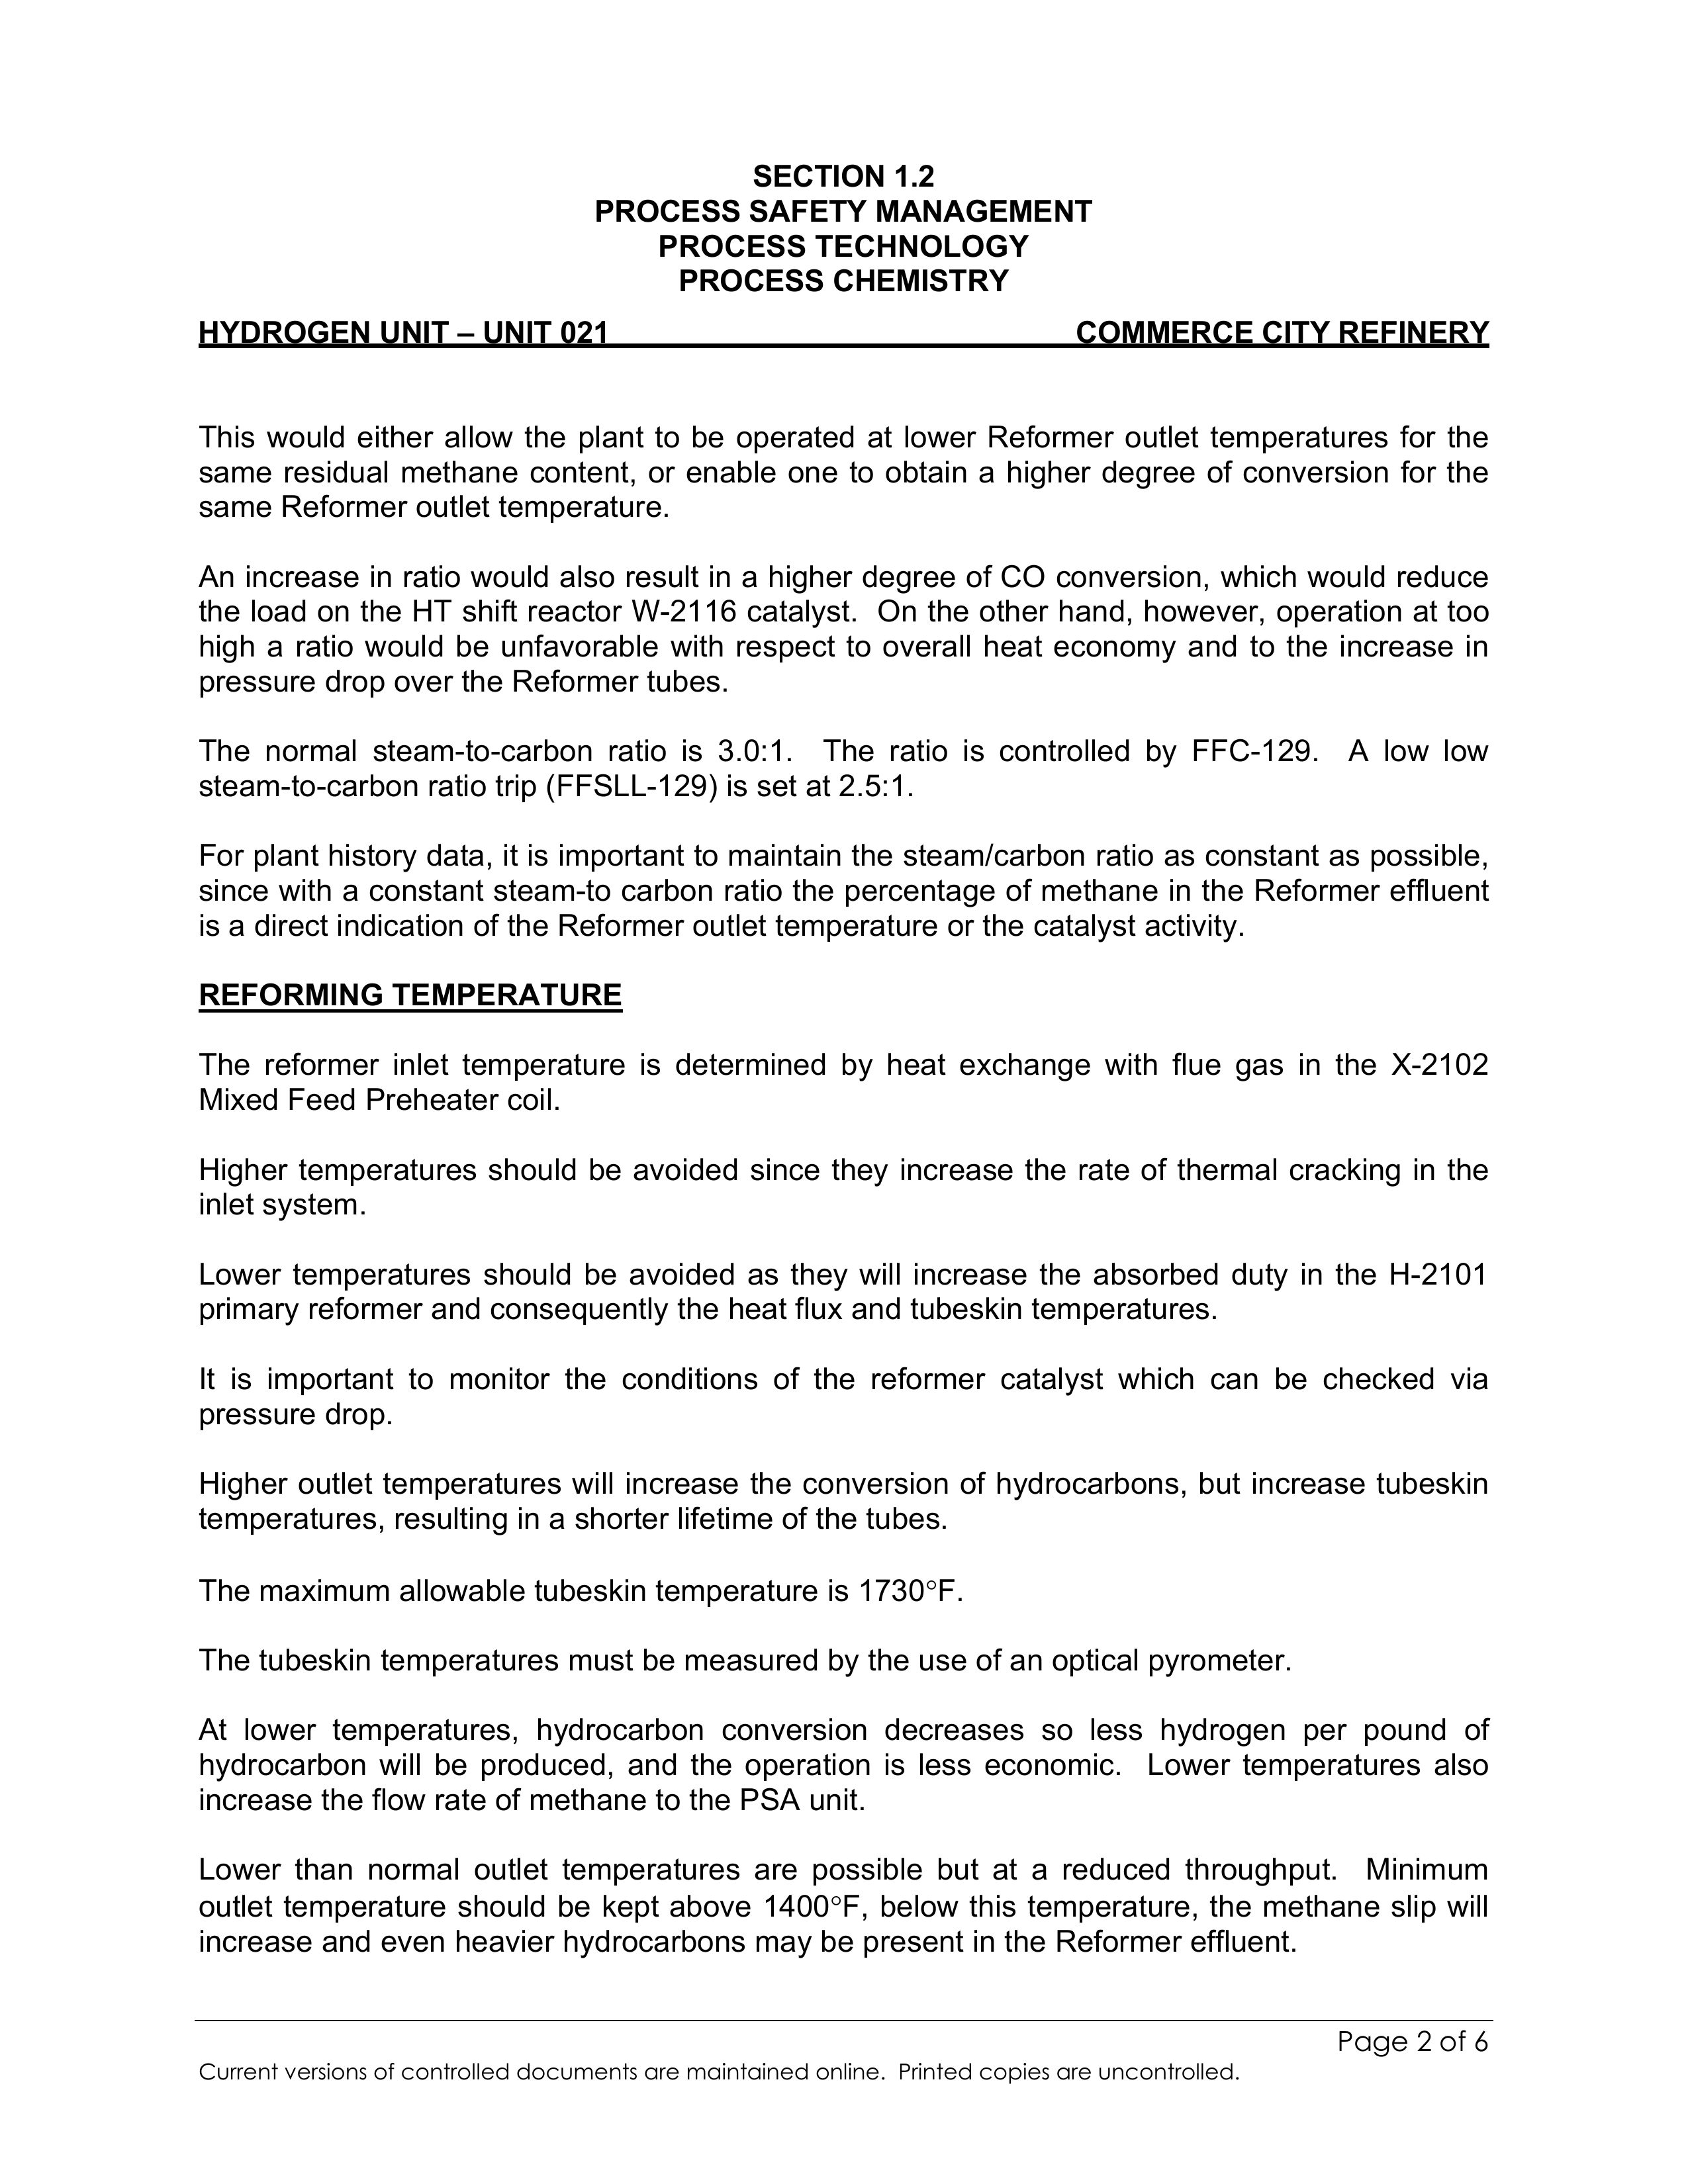 SECTION 1.2
PROCESS SAFETY MANAGEMENT
PROCESS TECHNOLOGY
PROCESS CHEMISTRY
HYDROGEN UNIT – UNIT 021 COMMERCE CITY REFINERY
This would either allow the plant to be operated at lower Reformer outlet temperatures for the
same residual methane content, or enable one to obtain a higher degree of conversion for the
same Reformer outlet temperature.
An increase in ratio would also result in a higher degree of CO conversion, which would reduce
the load on the HT shift reactor W-2116 catalyst. On the other hand, however, operation at too
high a ratio would be unfavorable with respect to overall heat economy and to the increase in
pressure drop over the Reformer tubes.
The normal steam-to-carbon ratio is 3.0:1. The ratio is controlled by FFC-129. A low low
steam-to-carbon ratio trip (FFSLL-129) is set at 2.5:1.
For plant history data, it is important to maintain the steam/carbon ratio as constant as possible,
since with a constant steam-to carbon ratio the percentage of methane in the Reformer effluent
is a direct indication of the Reformer outlet temperature or the catalyst activity.
REFORMING TEMPERATURE
The reformer inlet temperature is determined by heat exchange with flue gas in the X-2102
Mixed Feed Preheater coil.
Higher temperatures should be avoided since they increase the rate of thermal cracking in the
inlet system.
Lower temperatures should be avoided as they will increase the absorbed duty in the H-2101
primary reformer and consequently the heat flux and tubeskin temperatures.
It is important to monitor the conditions of the reformer catalyst which can be checked via
pressure drop.
Higher outlet temperatures will increase the conversion of hydrocarbons, but increase tubeskin
temperatures, resulting in a shorter lifetime of the tubes.
The maximum allowable tubeskin temperature is 1730°F.
The tubeskin temperatures must be measured by the use of an optical pyrometer.
At lower temperatures, hydrocarbon conversion decreases so less hydrogen per pound of
hydrocarbon will be produced, and the operation is less economic. Lower temperatures also
increase the flow rate of methane to the PSA unit.
Lower than normal outlet temperatures are possible but at a reduced throughput. Minimum
outlet temperature should be kept above 1400°F, below this temperature, the methane slip will
increase and even heavier hydrocarbons may be present in the Reformer effluent.
Page 2 of 6
Current versions of controlled documents are maintained online. Printed copies are uncontrolled.